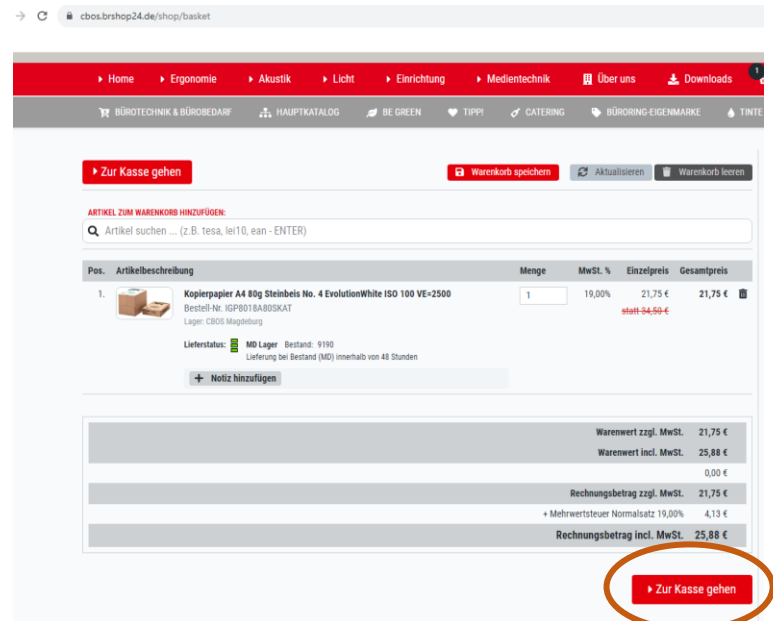 cbos.brshop24.de/shop/basket
Home Ergonomie Akustik Licht Einrichtung Medientechnik Über uns Downloads 1
BÜROTECHNIK & BÜROBEDARF HAUPTKATALOG BE GREEN TIPP! CATERING BÜRORING-EIGENMARKE TINTE
Zur Kasse gehen Warenkorb speichern Aktualisieren Warenkorb leeren
ARTIKEL ZUM WARENKORB HINZUFÜGEN:
Artikel suchen ... (z.B. tesa, lei10, ean - ENTER)
Pos. Artikelbeschreibung Menge MwSt. % Einzelpreis Gesamtpreis
1. Kopierpapier A4 80g Steinbeis No. 4 EvolutionWhite ISO 100 VE=2500 1 19,00% 21,75 € 21,75 €
Bestell-Nr. IGP8018A80SKAT statt 34,50 €
Lager: CBOS Magdeburg
Lieferstatus: MD Lager Bestand: 9190
Lieferung bei Bestand (MD) innerhalb von 48 Stunden
+ Notiz hinzufügen
Warenwert zzgl. MwSt. 21,75 €
Warenwert incl. MwSt. 25,88 €
0,00 €
Rechnungsbetrag zzgl. MwSt. 21,75 €
+ Mehrwertsteuer Normalsatz 19,00% 4,13 €
Rechnungsbetrag incl. MwSt. 25,88 €
Zur Kasse gehen